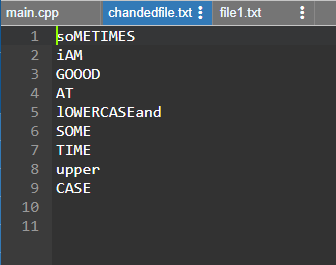 main.cpp chandedfile.txt file1.txt
1 soMETIMES
2 iAM
3 GOOOD
4 AT
5 lOWERCASEand
6 SOME
7 TIME
8 upper
9 CASE
10
11